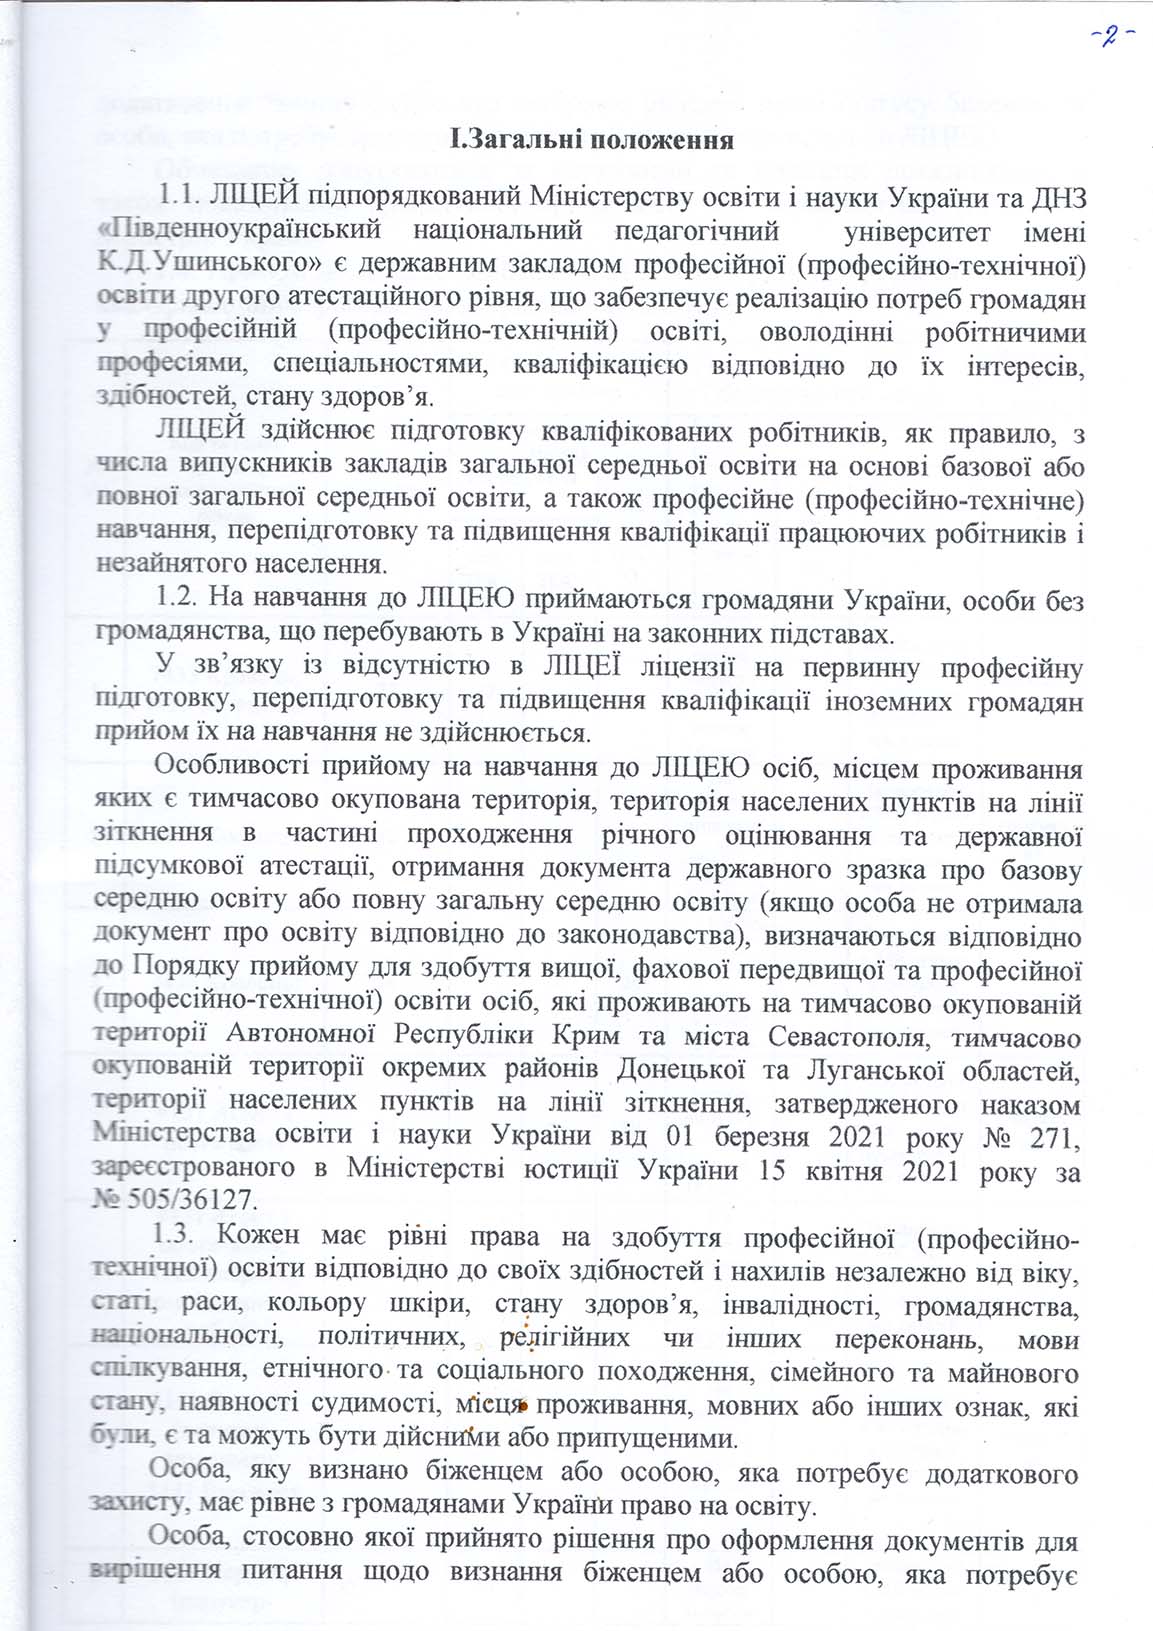 -2-
І.Загальні положення
1.1. ЛІЦЕЙ підпорядкований Міністерству освіти і науки України та ДНЗ
«Південноукраїнський національний педагогічний університет імені
К.Д.Ушинського» є державним закладом професійної (професійно-технічної)
освіти другого атестаційного рівня, що забезпечує реалізацію потреб громадян
у професійній (професійно-технічній) освіті, оволодінні робітничими
професіями, спеціальностями, кваліфікацією відповідно до їх інтересів,
здібностей, стану здоров’я.
ЛІЦЕЙ здійснює підготовку кваліфікованих робітників, як правило, з
числа випускників закладів загальної середньої освіти на основі базової або
повної загальної середньої освіти, а також професійне (професійно-технічне)
навчання, перепідготовку та підвищення кваліфікації працюючих робітників і
незайнятого населення.
1.2. На навчання до ЛІЦЕЮ приймаються громадяни України, особи без
громадянства, що перебувають в Україні на законних підставах.
У зв’язку із відсутністю в ЛІЦЕЇ ліцензії на первинну професійну
підготовку, перепідготовку та підвищення кваліфікації іноземних громадян
прийом їх на навчання не здійснюється.
Особливості прийому на навчання до ЛІЦЕЮ осіб, місцем проживання
яких є тимчасово окупована територія, територія населених пунктів на лінії
зіткнення в частині проходження річного оцінювання та державної
підсумкової атестації, отримання документа державного зразка про базову
середню освіту або повну загальну середню освіту (якщо особа не отримала
документ про освіту відповідно до законодавства), визначаються відповідно
до Порядку прийому для здобуття вищої, фахової передвищої та професійної
(професійно-технічної) освіти осіб, які проживають на тимчасово окупованій
території Автономної Республіки Крим та міста Севастополя, тимчасово
окупованій території окремих районів Донецької та Луганської областей,
території населених пунктів на лінії зіткнення, затвердженого наказом
Міністерства освіти і науки України від 01 березня 2021 року № 271,
зареєстрованого в Міністерстві юстиції України 15 квітня 2021 року за
№ 505/36127.
1.3. Кожен має рівні права на здобуття професійної (професійно-
технічної) освіти відповідно до своїх здібностей і нахилів незалежно від віку,
статі, раси, кольору шкіри, стану здоров’я, інвалідності, громадянства,
національності, політичних, релігійних чи інших переконань, мови
спілкування, етнічного та соціального походження, сімейного та майнового
стану, наявності судимості, місця проживання, мовних або інших ознак, які
були, є та можуть бути дійсними або припущеними.
Особа, яку визнано біженцем або особою, яка потребує додаткового
захисту, має рівне з громадянами України право на освіту.
Особа, стосовно якої прийнято рішення про оформлення документів для
вирішення питання щодо визнання біженцем або особою, яка потребує